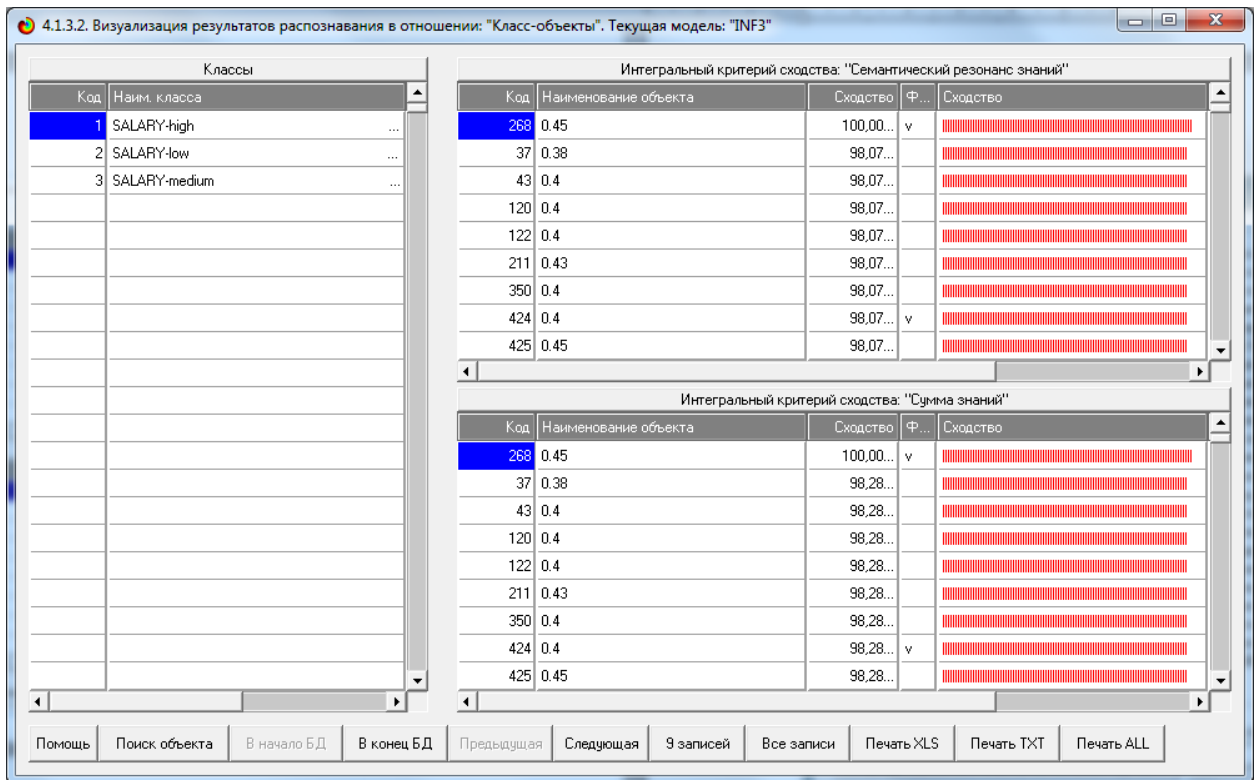 4.1.3.2. Визуализация результатов распознавания в отношении: "Класс-объекты". Текущая модель: "INF3"
Классы
Код Наим. класса
1 SALARY-high ...
2 SALARY-low ...
3 SALARY-medium ...
Интегральный критерий сходства: "Семантический резонанс знаний"
Код Наименование объекта Сходство Ф... Сходство
268 0.45 100,00... v
37 0.38 98,07...
43 0.4 98,07...
120 0.4 98,07...
122 0.4 98,07...
211 0.43 98,07...
350 0.4 98,07...
424 0.4 98,07... v
425 0.45 98,07...
Интегральный критерий сходства: "Сумма знаний"
Код Наименование объекта Сходство Ф... Сходство
268 0.45 100,00... v
37 0.38 98,28...
43 0.4 98,28...
120 0.4 98,28...
122 0.4 98,28...
211 0.43 98,28...
350 0.4 98,28...
424 0.4 98,28... v
425 0.45 98,28...
Помощь Поиск объекта В начало БД В конец БД Предыдущая Следующая 9 записей Все записи Печать XLS Печать TXT Печать ALL